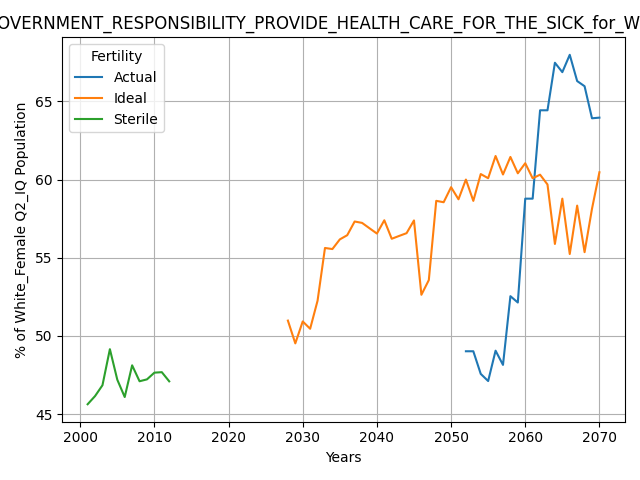 OVERNMENT_RESPONSIBILITY_PROVIDE_HEALTH_CARE_FOR_THE_SICK_for_W
Fertility
Actual
Ideal
Sterile
% of White_Female Q2_IQ Population
65
60
55
50
45
2000 2010 2020 2030 2040 2050 2060 2070
Years